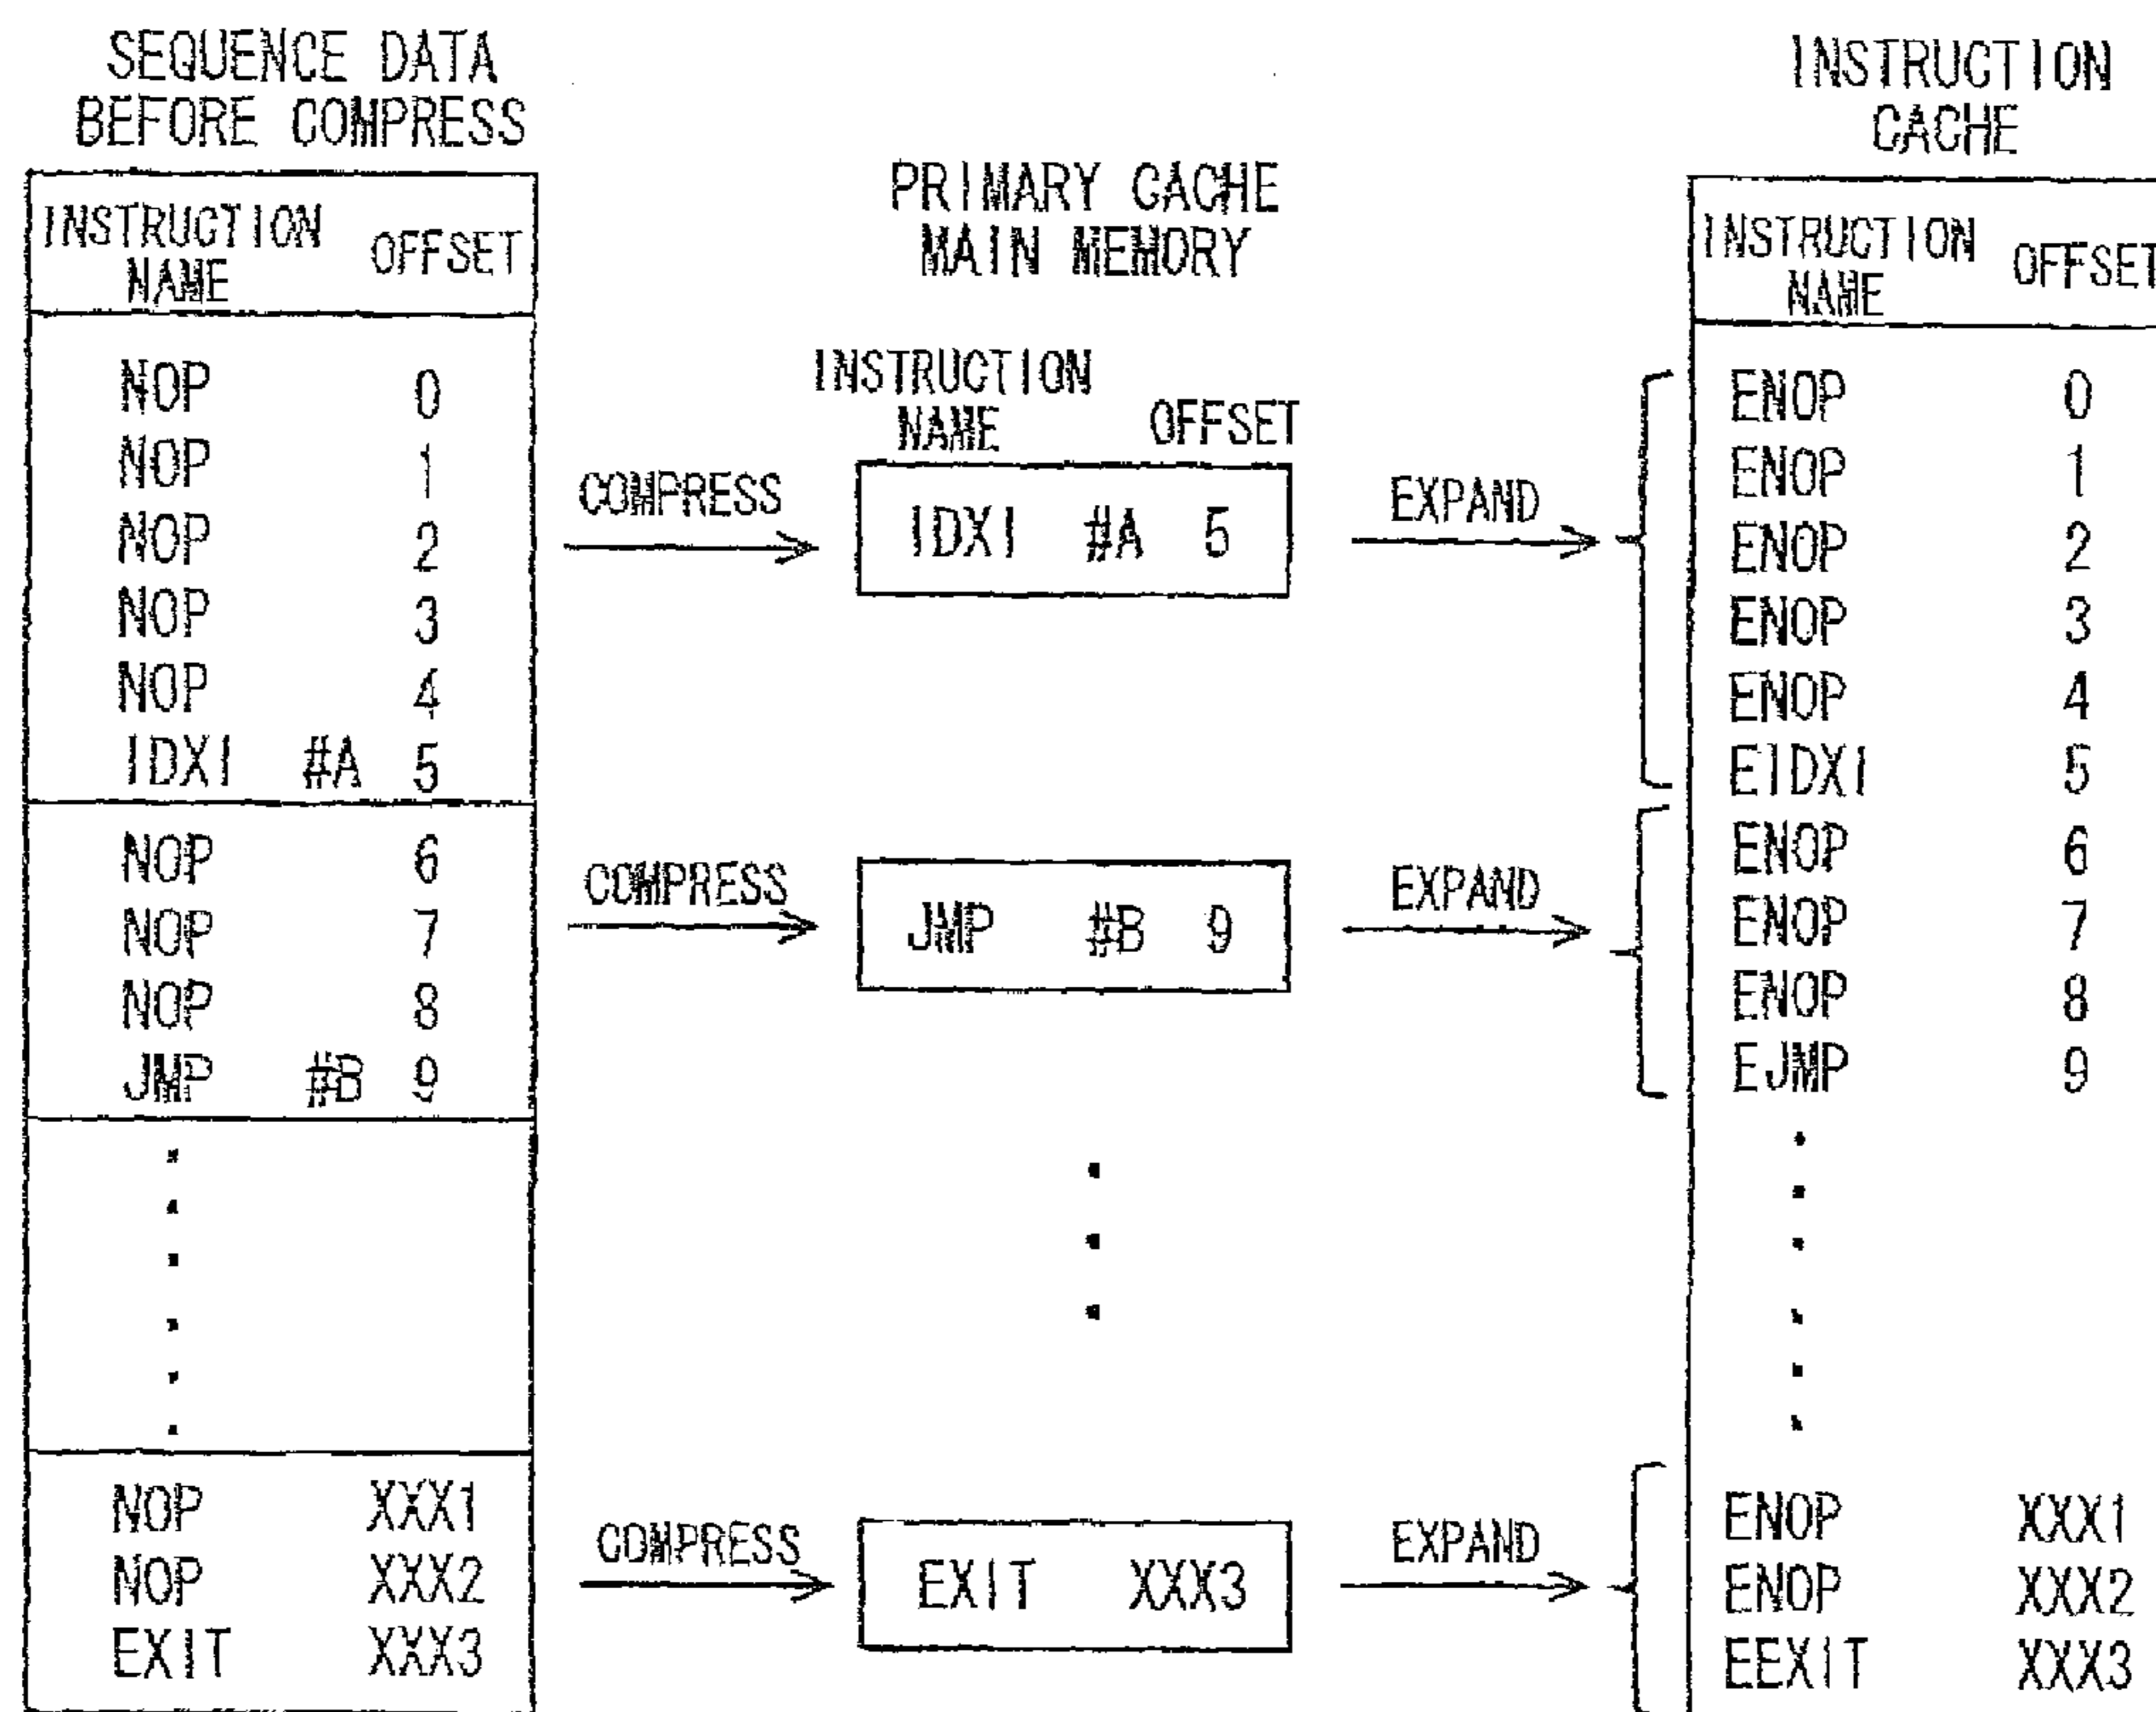 SEQUENCE DATA
BEFORE COMPRESS
INSTRUCTION
NAME
OFFSET
NOP 0
NOP 1
NOP 2
NOP 3
NOP 4
IDXI #A 5
NOP 6
NOP 7
NOP 8
JMP #B 9
NOP XXX1
NOP XXX2
EXIT XXX3
COMPRESS
COMPRESS
COMPRESS
PRIMARY CACHE
MAIN MEMORY
INSTRUCTION
NAME
OFFSET
IDXI #A 5
JMP #B 9
EXIT XXX3
EXPAND
EXPAND
EXPAND
INSTRUCTION
CACHE
INSTRUCTION
NAME
OFFSET
ENOP 0
ENOP 1
ENOP 2
ENOP 3
ENOP 4
EIDXI 5
ENOP 6
ENOP 7
ENOP 8
EJMP 9
ENOP XXX1
ENOP XXX2
EEXIT XXX3